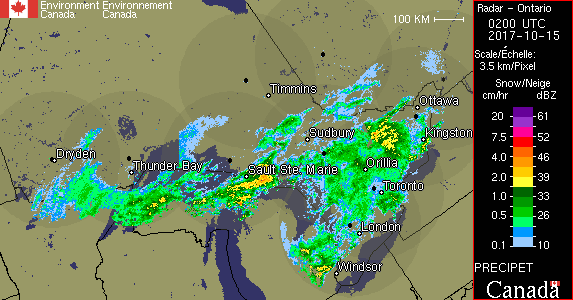 Environment Environnement
Canada Canada
100 KM
Radar - Ontario
0200 UTC
2017-10-15
Scale/Échelle:
3.5 km/Pixel
Snow/Neige
cm/hr dBZ
20 61
7.5 52
4.0 46
2.0 39
1.0 33
0.5 26
0.1 10
PRECIPET
Canada
Timmins
Ottawa
Sudbury
Kingston
Dryden
Thunder Bay
Sault Ste. Marie
Orillia
Toronto
London
Windsor